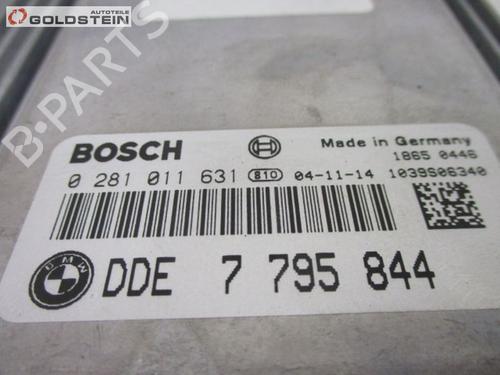 Autoteile
GOLDSTEIN
B-PARTS
BOSCH
Made in Germany
1865 0446
0 281 011 631 810 04-11-14 1039S06340
BMW
DDE 7 795 844